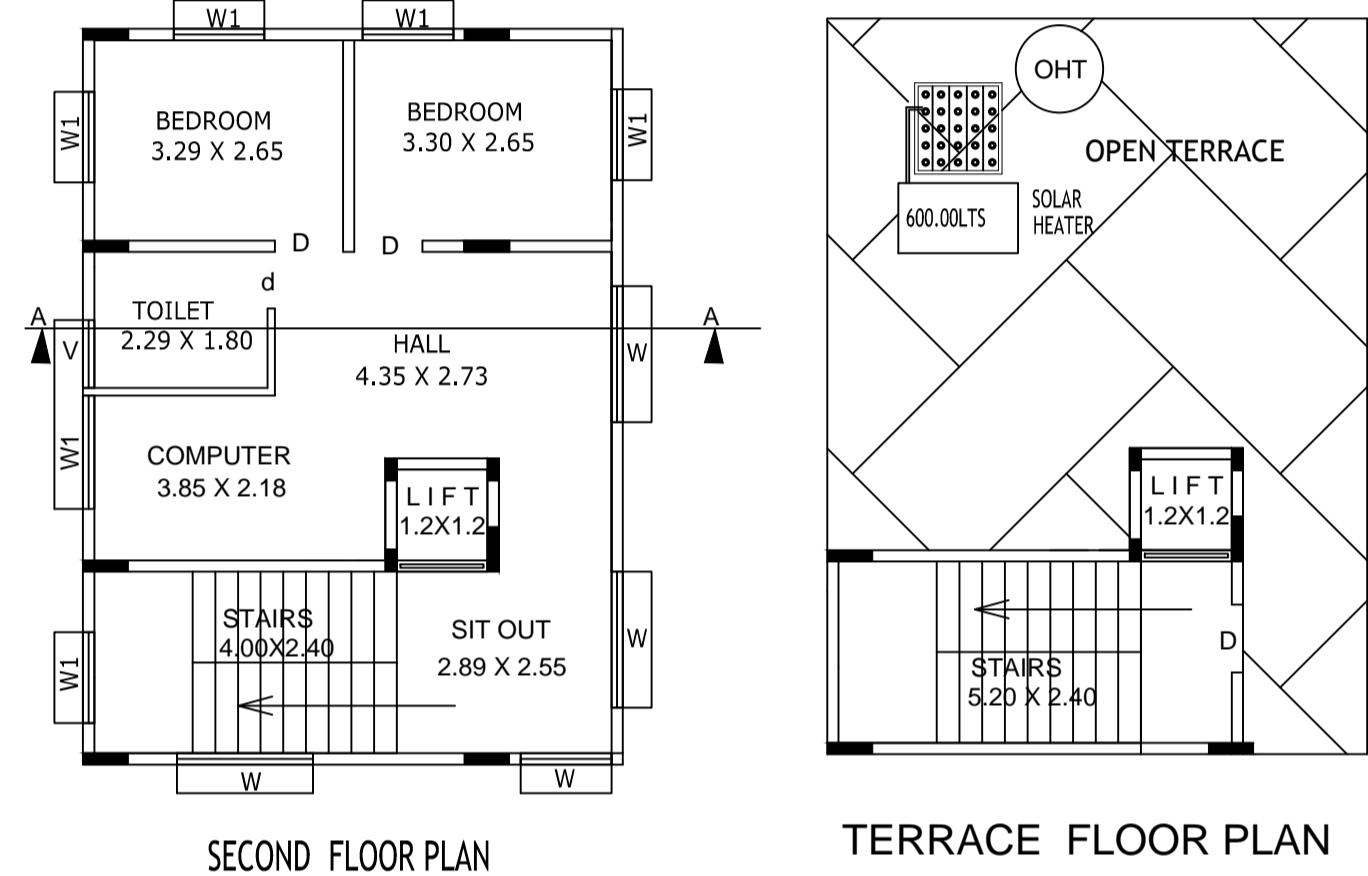 W1
W1
W1
BEDROOM
3.29 X 2.65
BEDROOM
3.30 X 2.65
W1
D
D
d
TOILET
2.29 X 1.80
A
V
HALL
4.35 X 2.73
W
A
W1
COMPUTER
3.85 X 2.18
L I F T
1.2X1.2
W1
STAIRS
4.00X2.40
SIT OUT
2.89 X 2.55
W
W
W
SECOND FLOOR PLAN
OHT
OPEN TERRACE
600.00LTS
SOLAR
HEATER
L I F T
1.2X1.2
D
STAIRS
5.20 X 2.40
TERRACE FLOOR PLAN